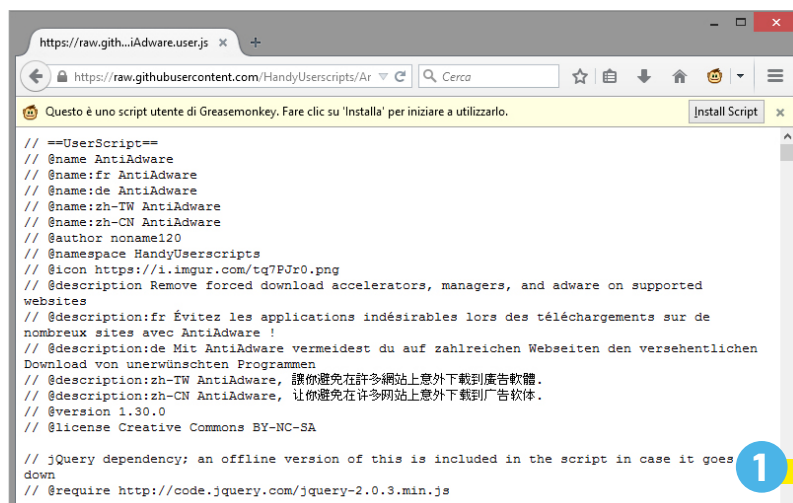 https://raw.gith...iAdware.user.js
https://raw.githubusercontent.com/HandyUserscripts/Ar
Cerca
Questo è uno script utente di Greasemonkey. Fare clic su 'Installa' per iniziare a utilizzarlo.
Install Script
// ==UserScript==
// @name AntiAdware
// @name:fr AntiAdware
// @name:de AntiAdware
// @name:zh-TW AntiAdware
// @name:zh-CN AntiAdware
// @author noname120
// @namespace HandyUserscripts
// @icon https://i.imgur.com/tq7PJr0.png
// @description Remove forced download accelerators, managers, and adware on supported
websites
// @description:fr Évitez les applications indésirables lors des téléchargements sur de
nombreux sites avec AntiAdware !
// @description:de Mit AntiAdware vermeidest du auf zahlreichen Webseiten den versehentlichen
Download von unerwünschten Programmen
// @description:zh-TW AntiAdware, 讓你避免在許多網站上意外下載到廣告軟體.
// @description:zh-CN AntiAdware, 让你避免在许多网站上意外下载到广告软体.
// @version 1.30.0
// @license Creative Commons BY-NC-SA
// jQuery dependency; an offline version of this is included in the script in case it goes
down
// @require http://code.jquery.com/jquery-2.0.3.min.js
1